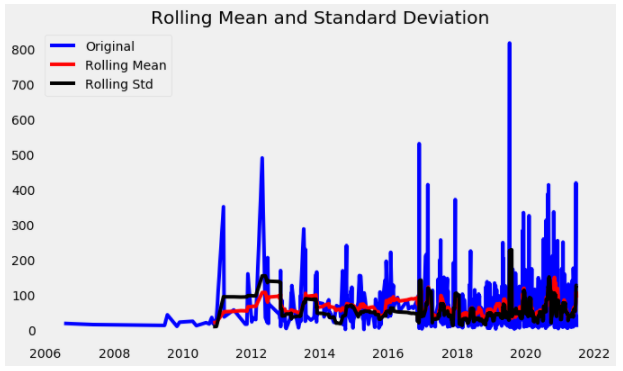 Rolling Mean and Standard Deviation
Original
Rolling Mean
Rolling Std
800
700
600
500
400
300
200
100
0
2006 2008 2010 2012 2014 2016 2018 2020 2022